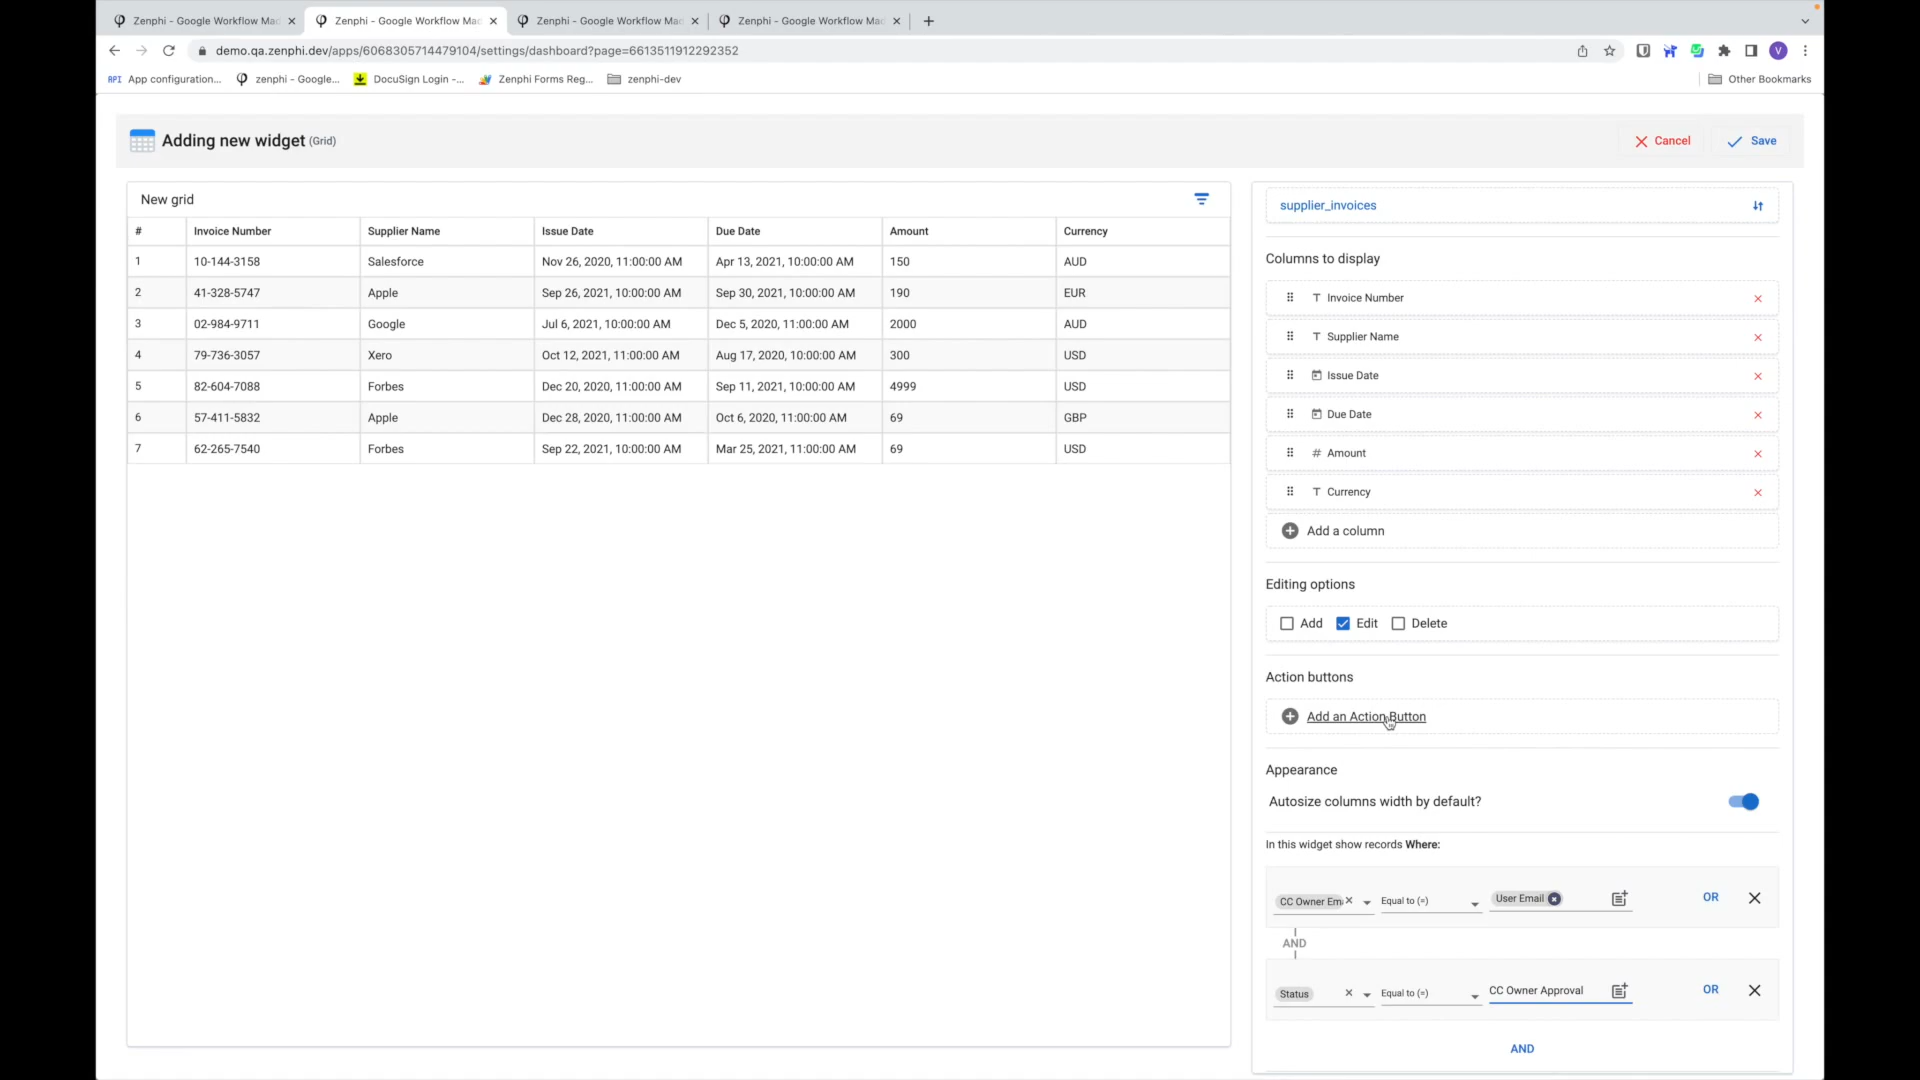 Zenphi - Google Workflow Mac
Zenphi - Google Workflow Mac
Zenphi - Google Workflow Mac
Zenphi - Google Workflow Mac
demo.qa.zenphi.dev/apps/6068305714479104/settings/dashboard?page=6613511912292352
V
API App configuration...
zenphi - Google...
DocuSign Login -...
Zenphi Forms Reg...
zenphi-dev
Other Bookmarks
Adding new widget (Grid)
Cancel
Save
New grid
# Invoice Number Supplier Name Issue Date Due Date Amount Currency
1 10-144-3158 Salesforce Nov 26, 2020, 11:00:00 AM Apr 13, 2021, 10:00:00 AM 150 AUD
2 41-328-5747 Apple Sep 26, 2021, 10:00:00 AM Sep 30, 2021, 10:00:00 AM 190 EUR
3 02-984-9711 Google Jul 6, 2021, 10:00:00 AM Dec 5, 2020, 11:00:00 AM 2000 AUD
4 79-736-3057 Xero Oct 12, 2021, 11:00:00 AM Aug 17, 2020, 10:00:00 AM 300 USD
5 82-604-7088 Forbes Dec 20, 2020, 11:00:00 AM Sep 11, 2021, 10:00:00 AM 4999 USD
6 57-411-5832 Apple Dec 28, 2020, 11:00:00 AM Oct 6, 2020, 11:00:00 AM 69 GBP
7 62-265-7540 Forbes Sep 22, 2021, 10:00:00 AM Mar 25, 2021, 11:00:00 AM 69 USD
supplier_invoices
Columns to display
T Invoice Number
T Supplier Name
Issue Date
Due Date
# Amount
T Currency
Add a column
Editing options
Add Edit Delete
Action buttons
Add an Action Button
Appearance
Autosize columns width by default?
In this widget show records Where:
CC Owner Em Equal to (=) User Email OR
AND
Status Equal to (=) CC Owner Approval OR
AND